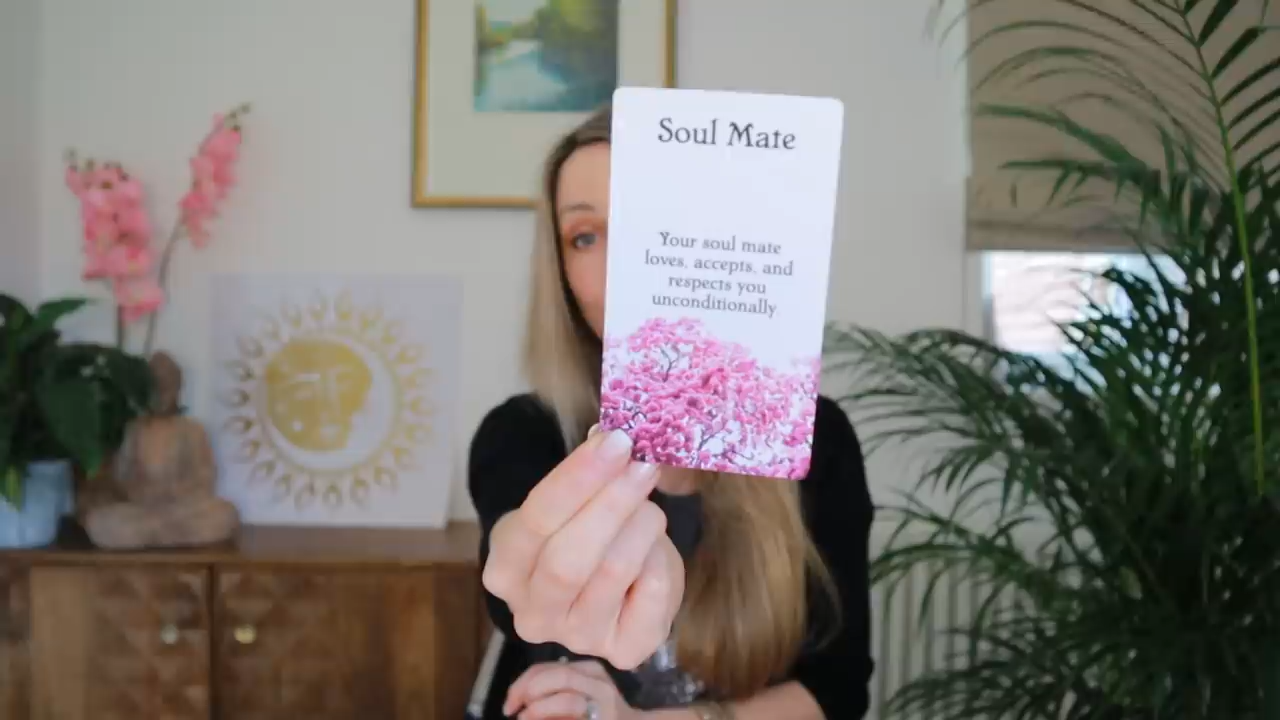 Soul Mate
Your soul mate
loves, accepts, and
respects you
unconditionally